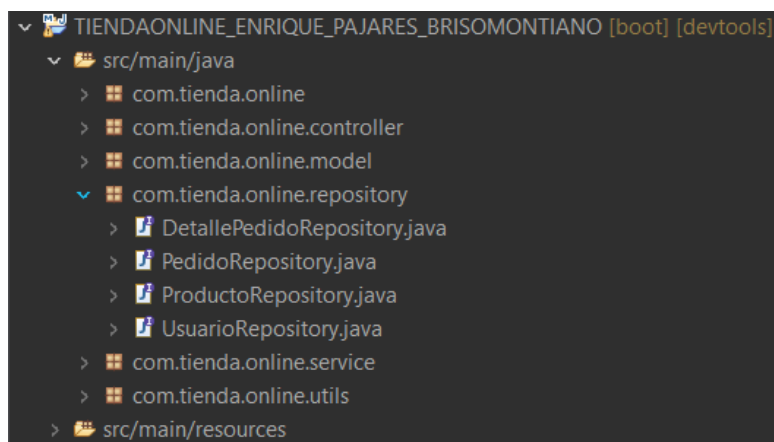 TIENDAONLINE_ENRIQUE_PAJARES_BRISOMONTIANO [boot] [devtools]
src/main/java
com.tienda.online
com.tienda.online.controller
com.tienda.online.model
com.tienda.online.repository
DetallePedidoRepository.java
PedidoRepository.java
ProductoRepository.java
UsuarioRepository.java
com.tienda.online.service
com.tienda.online.utils
src/main/resources